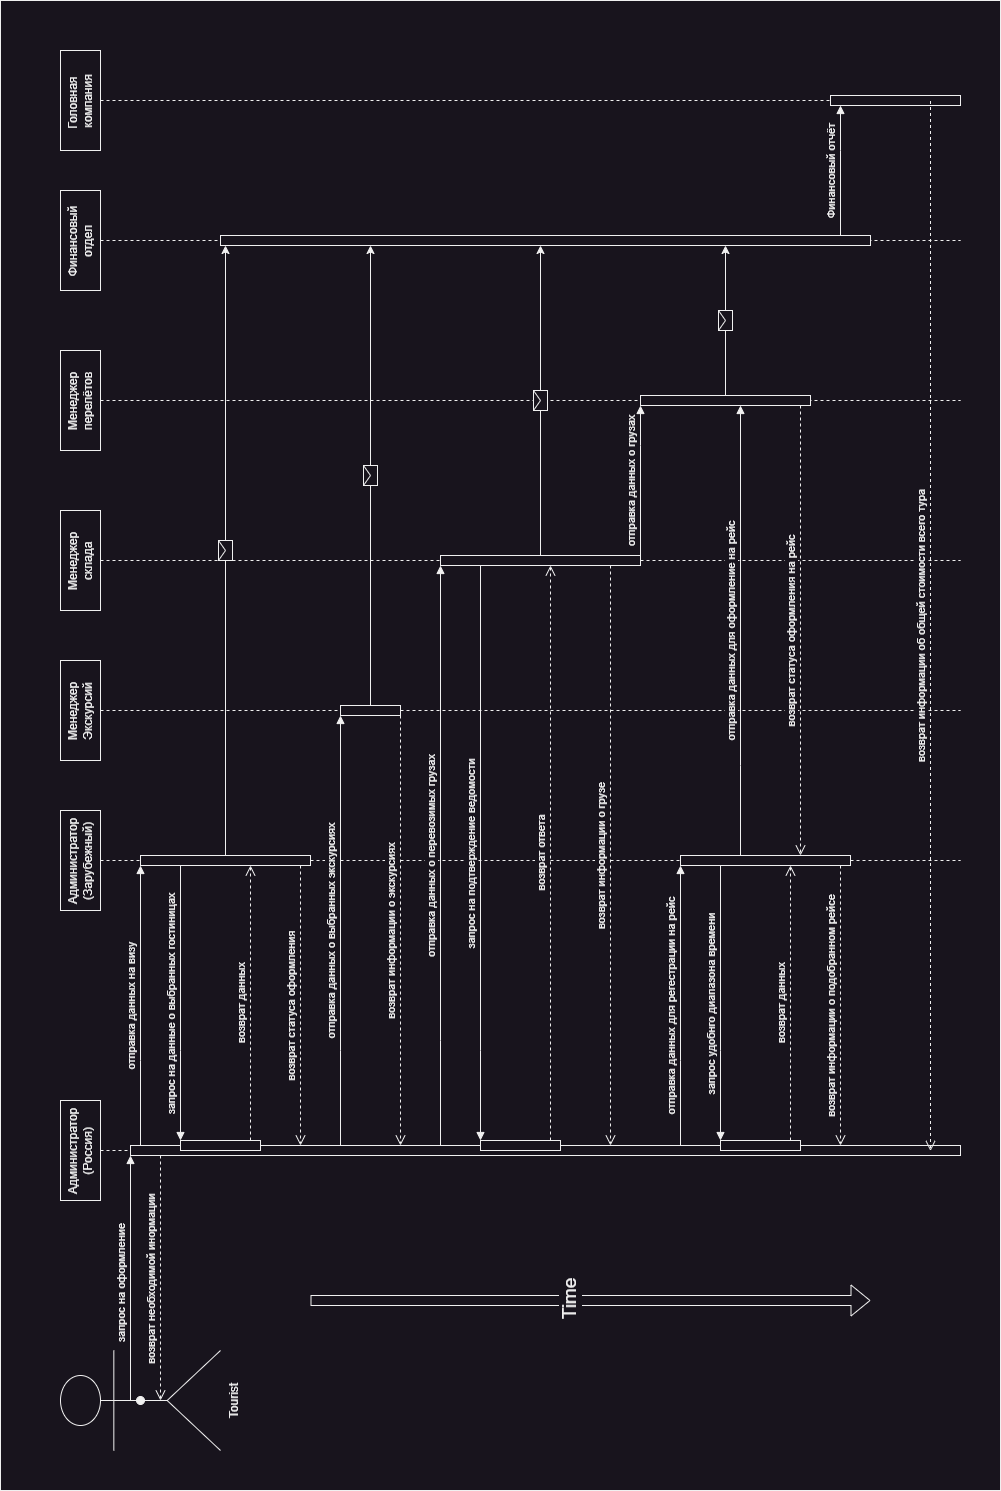 Tourist
Администратор
(Россия)
Администратор
(Зарубежный)
Менеджер
Экскурсий
Менеджер
склада
Менеджер
перелётов
Финансовый
отдел
Головная
компания
запрос на оформление
отправка данных на визу
возврат необходимой инормации
запрос на данные о выбранных гостиницах
возврат данных
возврат статуса оформления
отправка данных о выбранных экскурсиях
возврат информации о экскурсиях
отправка данных о перевозимых грузах
запрос на подтверждение ведомости
возврат ответа
возврат информации о грузе
отправка данных о грузах
отправка данных для регестрации на рейс
запрос удобнго диапазона времени
отправка данных для оформление на рейс
возврат данных
возврат статуса оформления на рейс
возврат информации о подобранном рейсе
Финансовый отчёт
возврат информации об общей стоимости всего тура
Time